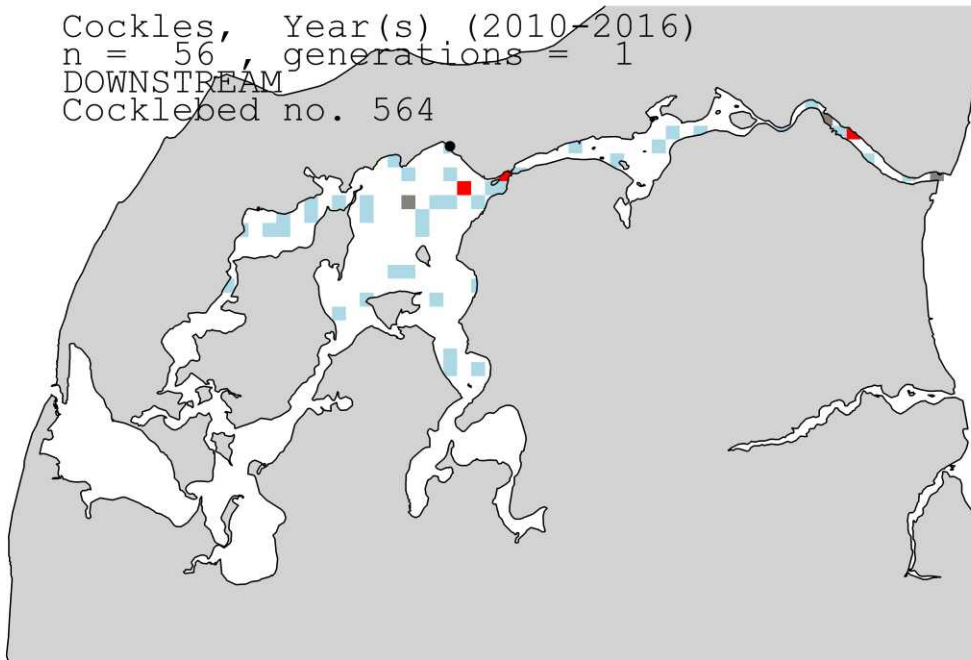 Cockles, Year(s) (2010-2016)
n = 56 , generations = 1
DOWNSTREAM
Cocklebed no. 564